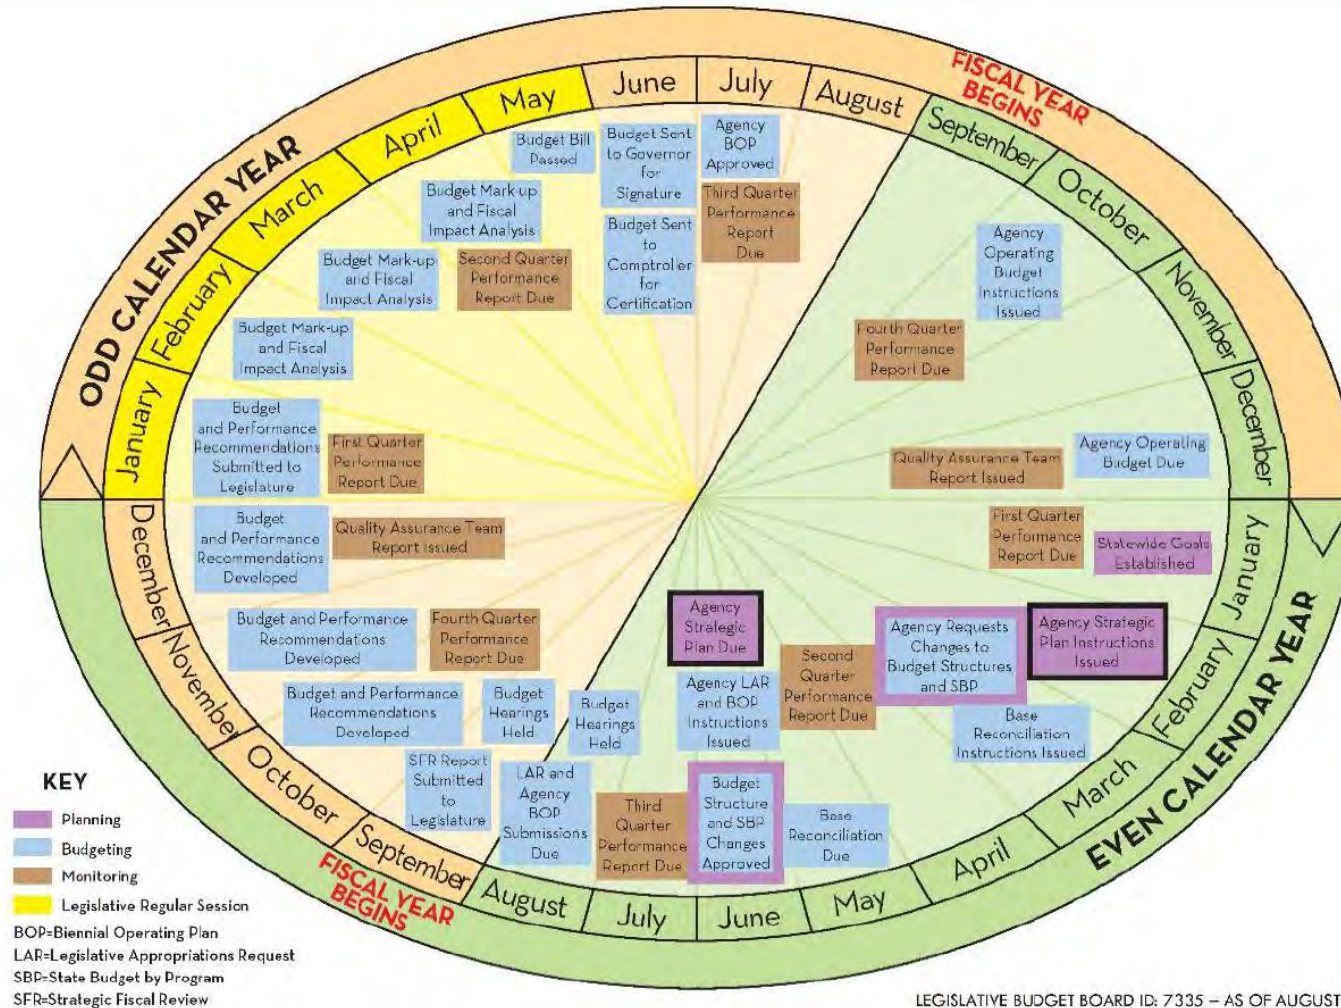 ODD CALENDAR YEAR
January
February
March
April
May
June
July
August
FISCAL YEAR
BEGINS
September
October
November
December
January
February
March
April
May
June
July
August
FISCAL YEAR
BEGINS
September
October
November
December
EVEN CALENDAR YEAR
Budget Bill
Passed
Budget Sent
to Governor
for
Signature
Agency
BOP
Approved
Budget Mark-up
and Fiscal
Impact Analysis
Third Quarter
Performance
Report
Due
Budget Sent
to
Comptroller
for
Certification
Budget Mark-up
and Fiscal
Impact Analysis
Second Quarter
Performance
Report Due
Agency
Operating
Budget
Instructions
Issued
Budget Mark-up
and Fiscal
Impact Analysis
Fourth Quarter
Performance
Report Due
Budget
and Performance
Recommendations
Submitted to
Legislature
First Quarter
Performance
Report Due
Quality Assurance Team
Report Issued
Agency Operating
Budget Due
Budget
and Performance
Recommendations
Developed
Quality Assurance Team
Report Issued
First Quarter
Performance
Report Due
Statewide Goals
Established
Budget and Performance
Recommendations
Developed
Fourth Quarter
Performance
Report Due
Agency
Strategic
Plan Due
Second
Quarter
Performance
Report Due
Agency Requests
Changes to
Budget Structures
and SBP
Agency Strategic
Plan Instructions
Issued
Budget and Performance
Recommendations
Developed
Budget
Hearings
Held
Budget
Hearings
Held
Agency LAR
and BOP
Instructions
Issued
Base
Reconciliation
Instructions Issued
SFR Report
Submitted
to
Legislature
LAR and
Agency
BOP
Submissions
Due
Third
Quarter
Performance
Report Due
Budget
Structure
and SBP
Changes
Approved
Base
Reconciliation
Due
KEY
Planning
Budgeting
Monitoring
Legislative Regular Session
BOP=Biennial Operating Plan
LAR=Legislative Appropriations Request
SBP=State Budget by Program
SFR=Strategic Fiscal Review
LEGISLATIVE BUDGET BOARD ID: 7335 – AS OF AUGUST